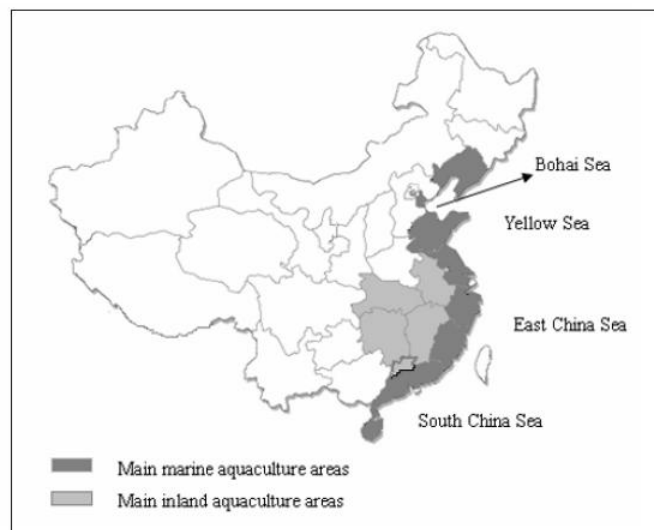 Bohai Sea
Yellow Sea
East China Sea
South China Sea
Main marine aquaculture areas
Main inland aquaculture areas